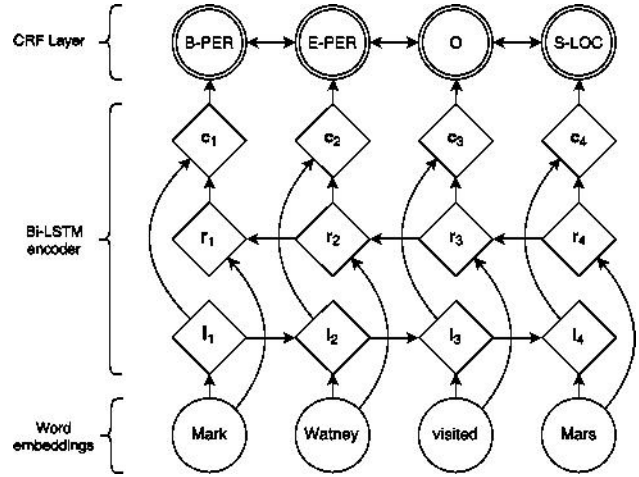 CRF Layer
B-PER
E-PER
O
S-LOC
c1
c2
c3
c4
Bi-LSTM
encoder
r1
r2
r3
r4
l1
l2
l3
l4
Word
embeddings
Mark
Watney
visited
Mars